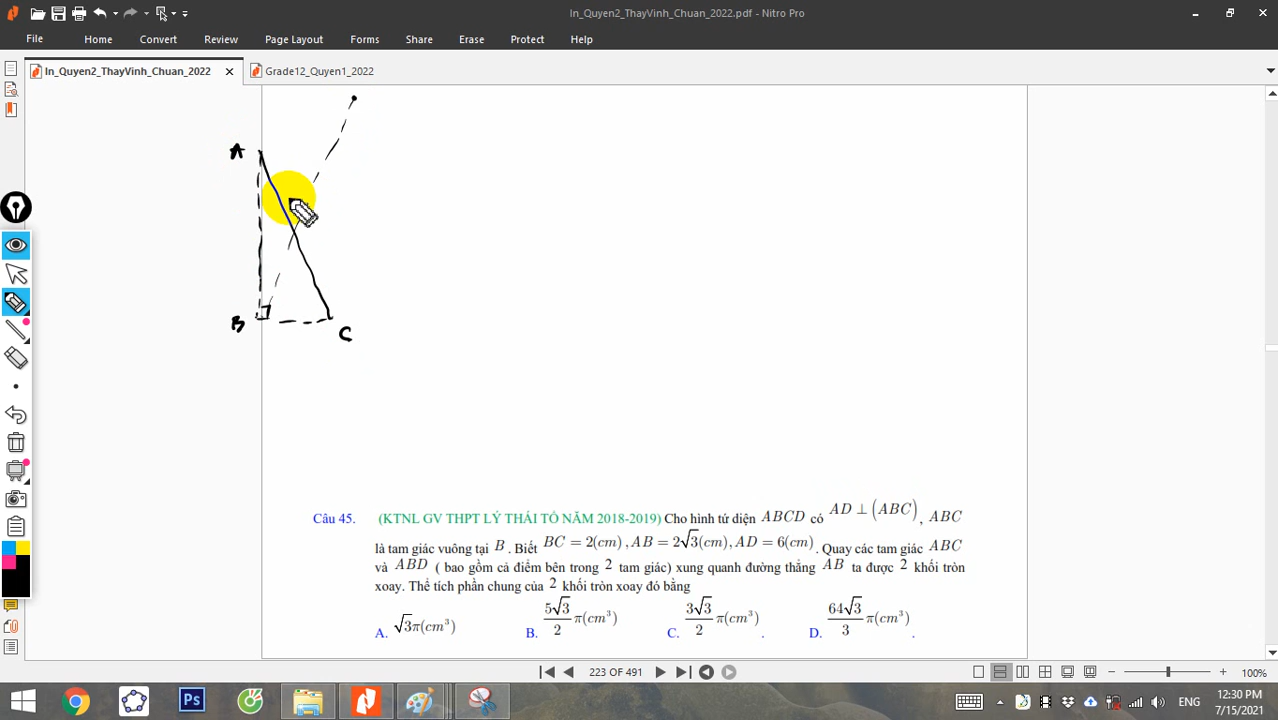 In_Quyen2_ThayVinh_Chuan_2022.pdf - Nitro Pro
File Home Convert Review Page Layout Forms Share Erase Protect Help
In_Quyen2_ThayVinh_Chuan_2022 Grade12_Quyen1_2022
A
B
C
Câu 45. (KTNL GV THPT LÝ THÁI TỔ NĂM 2018-2019) Cho hình tứ diện ABCD có AD ⊥ (ABC), ABC
là tam giác vuông tại B. Biết BC = 2(cm), AB = 2√3(cm), AD = 6(cm). Quay các tam giác ABC
và ABD ( bao gồm cả điểm bên trong 2 tam giác) xung quanh đường thẳng AB ta được 2 khối tròn
xoay. Thể tích phần chung của 2 khối tròn xoay đó bằng
A. √3π(cm³) B. 5√3/2 π(cm³) C. 3√3/2 π(cm³). D. 64√3/3 π(cm³).
223 OF 491 100%
ENG 12:30 PM
7/15/2021
Ps